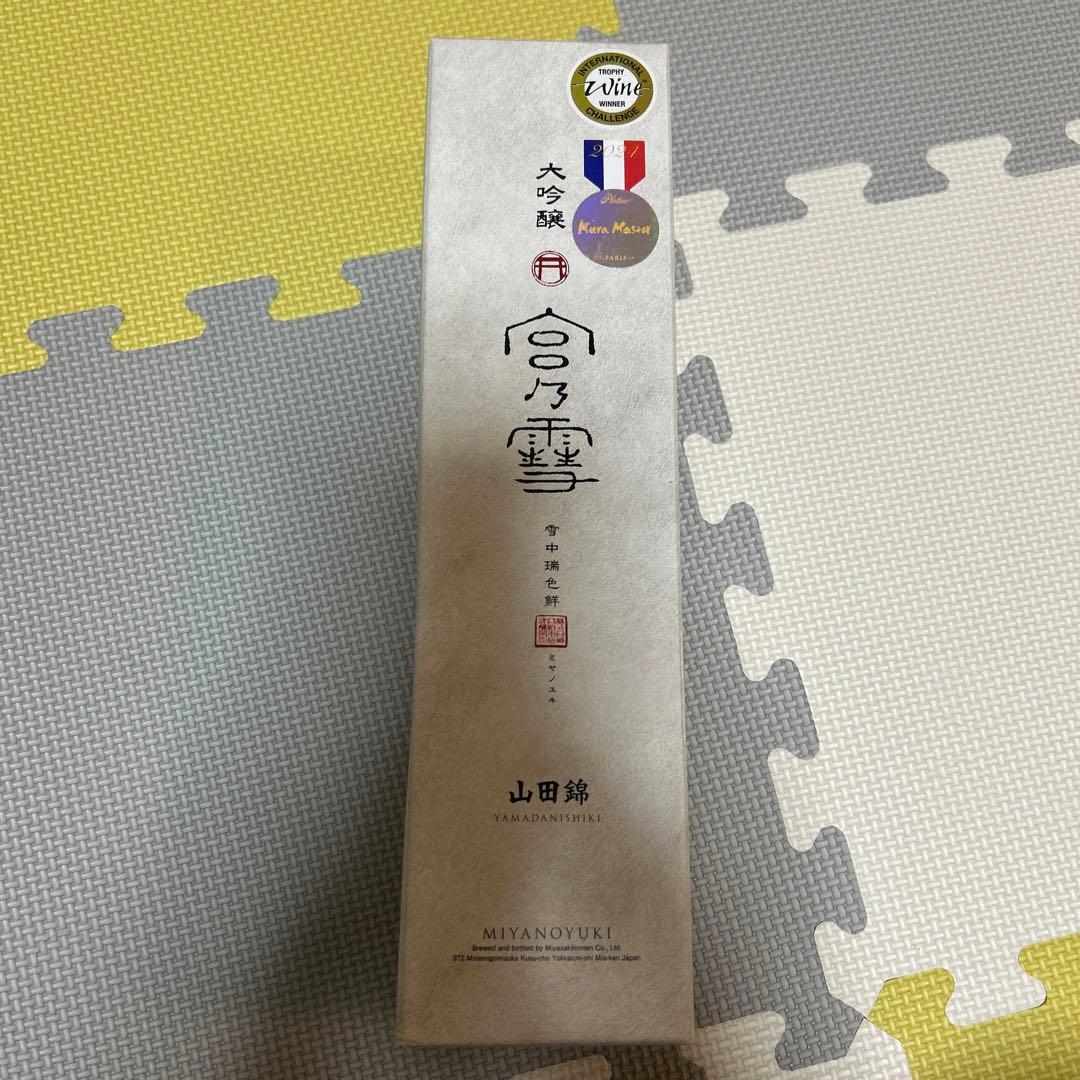 INTERNATIONAL
TROPHY
Wine
WINNER
CHALLENGE
2021
Platine
Kura Master
PARIS
大吟醸
宮乃雪
雪中瑞色鮮
ミヤノユキ
山田錦
YAMADANISHIKI
MIYANOYUKI
Brewed and bottled by Miyazakihonten Co., Ltd.
972 Minamigomizuka Kusu-cho Yokkaichi-shi Mie-ken Japan